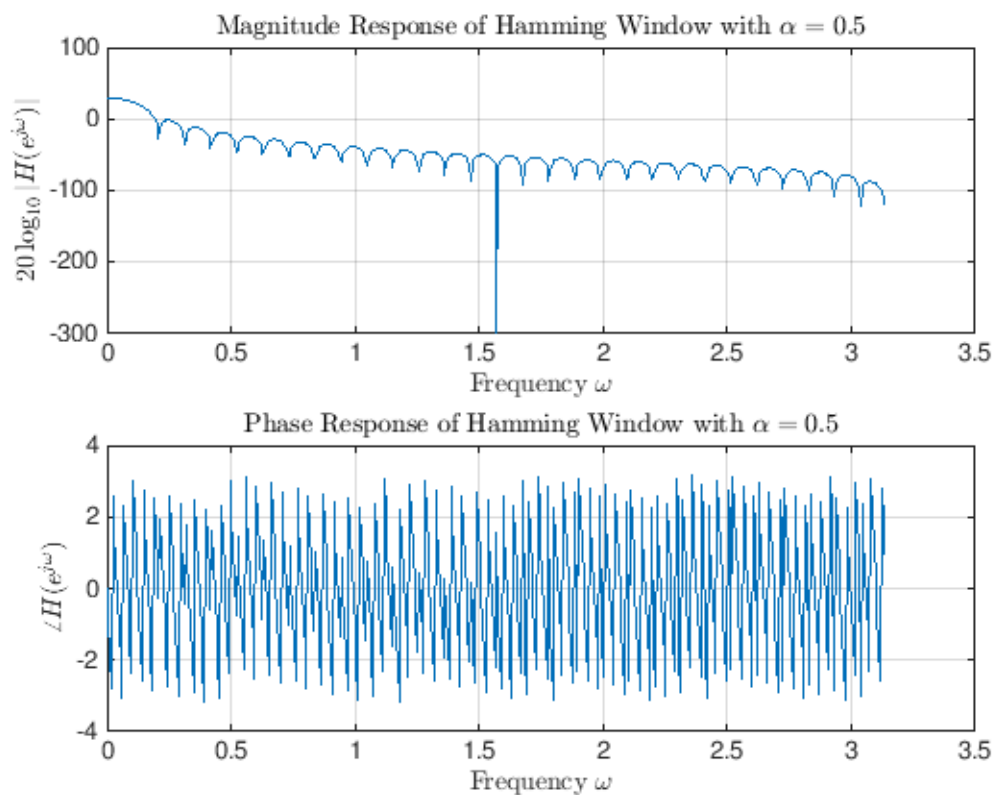 Magnitude Response of Hamming Window with α = 0.5
100
0
-100
-200
-300
20 log₁₀ |H(e^{jω})|
0 0.5 1 1.5 2 2.5 3 3.5
Frequency ω
Phase Response of Hamming Window with α = 0.5
4
2
0
-2
-4
∠H(e^{jω})
0 0.5 1 1.5 2 2.5 3 3.5
Frequency ω